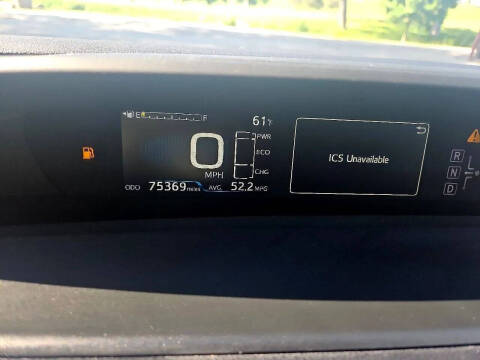 E F
61°F
PWR
ECO
CHG
0
MPH
ODO 75369 miles AVG. 52.2 MPG
ICS Unavailable
R
N
D